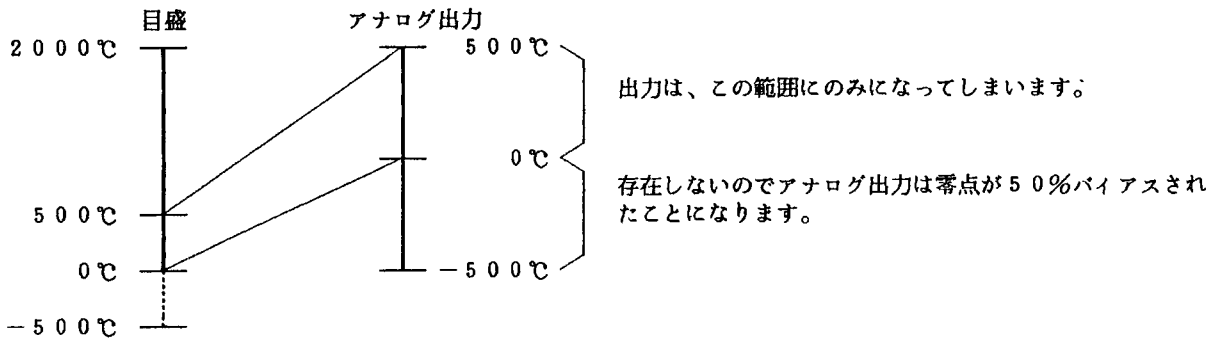 目盛
アナログ出力
2000℃
500℃
出力は、この範囲にのみになってしまいます。
0℃
存在しないのでアナログ出力は零点が50%バイアスされ
たことになります。
500℃
0℃
-500℃
-500℃